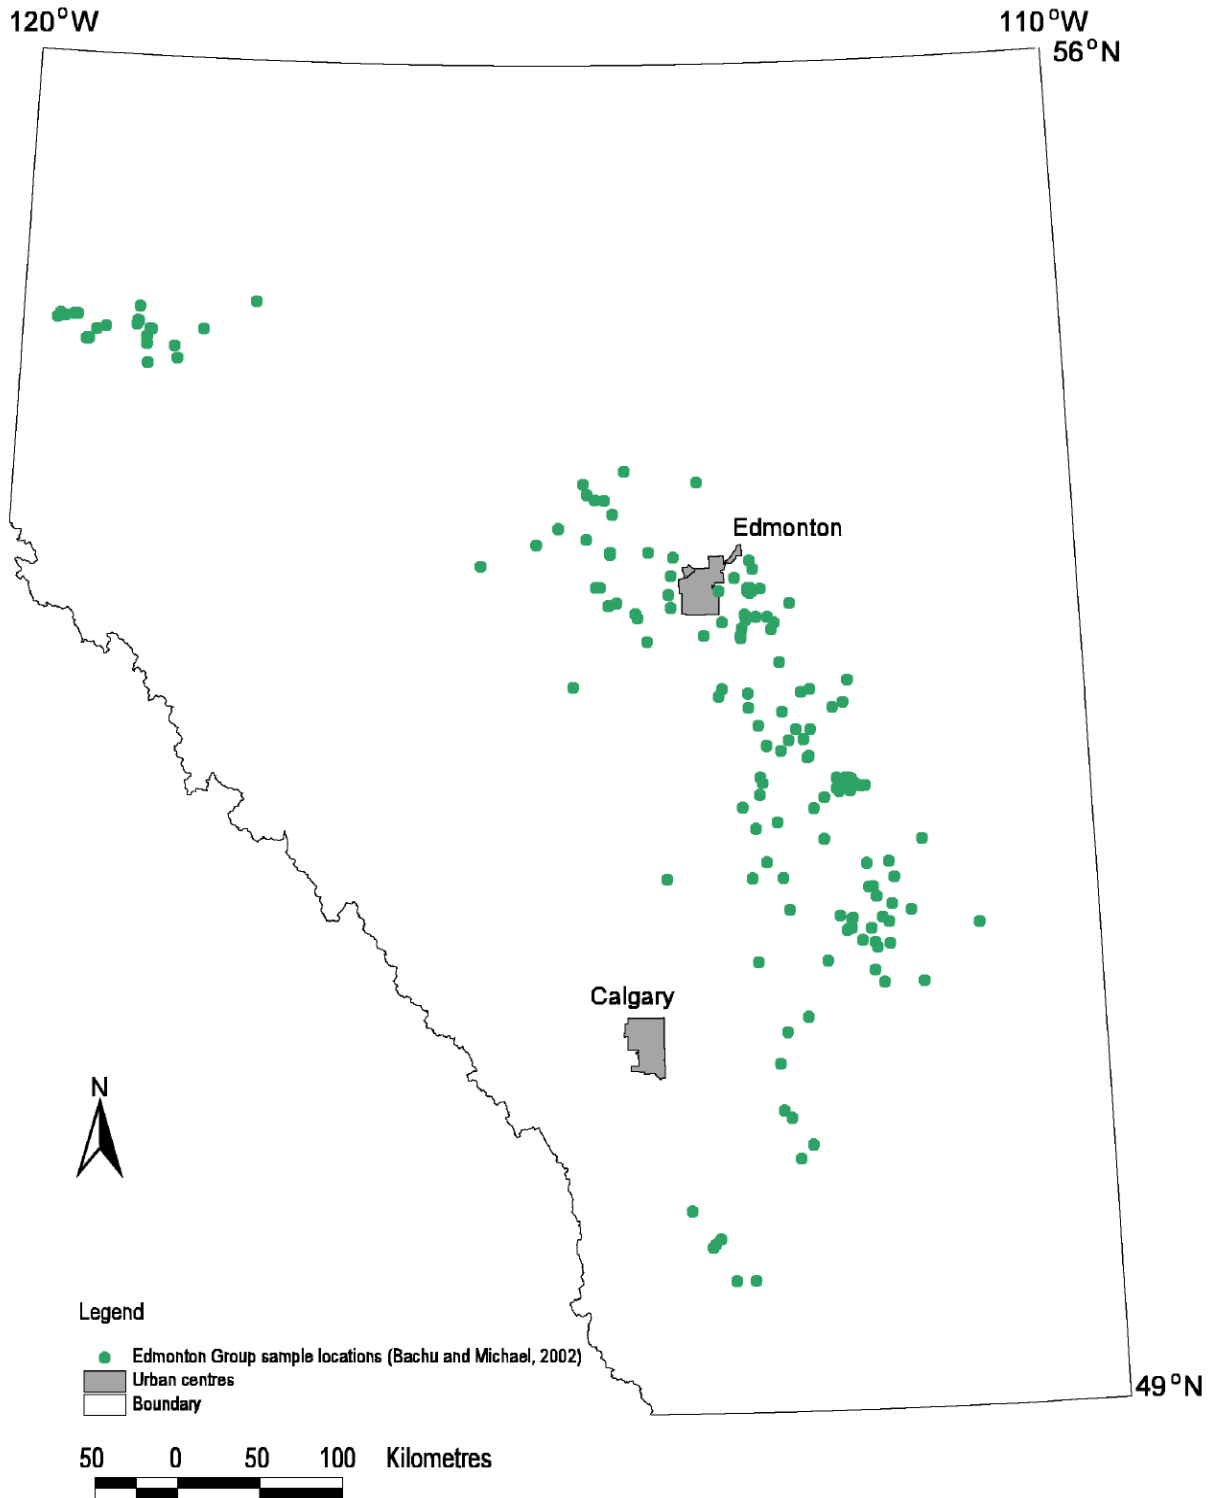 120°W 110°W
56°N
Edmonton
Calgary
N
Legend
Edmonton Group sample locations (Bachu and Michael, 2002)
Urban centres
Boundary
49°N
50 0 50 100 Kilometres